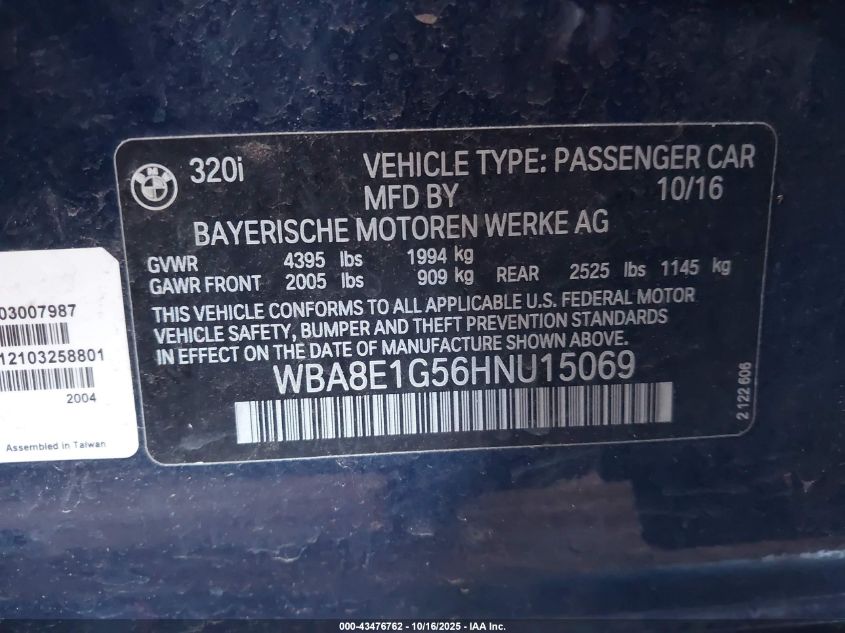 BMW
320i
VEHICLE TYPE: PASSENGER CAR
MFD BY 10/16
BAYERISCHE MOTOREN WERKE AG
GVWR 4395 lbs 1994 kg
GAWR FRONT 2005 lbs 909 kg REAR 2525 lbs 1145 kg
THIS VEHICLE CONFORMS TO ALL APPLICABLE U.S. FEDERAL MOTOR
VEHICLE SAFETY, BUMPER AND THEFT PREVENTION STANDARDS
IN EFFECT ON THE DATE OF MANUFACTURE SHOWN ABOVE
WBA8E1G56HNU15069
2 122 606
03007987
12103258801
2004
Assembled in Taiwan
000-43476762 - 10/16/2025 - IAA Inc.